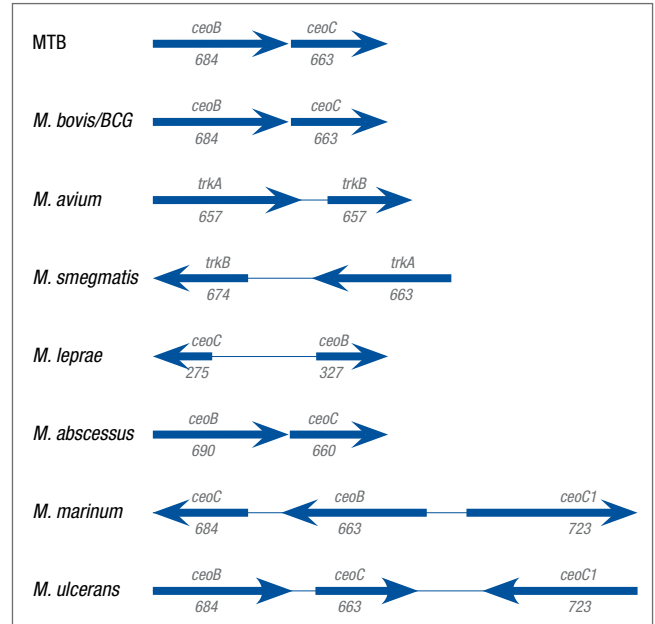 ceoB ceoC
MTB
684 663
ceoB ceoC
M. bovis/BCG
684 663
trkA trkB
M. avium
657 657
trkB trkA
M. smegmatis
674 663
ceoC ceoB
M. leprae
275 327
ceoB ceoC
M. abscessus
690 660
ceoC ceoB ceoC1
M. marinum
684 663 723
ceoB ceoC ceoC1
M. ulcerans
684 663 723